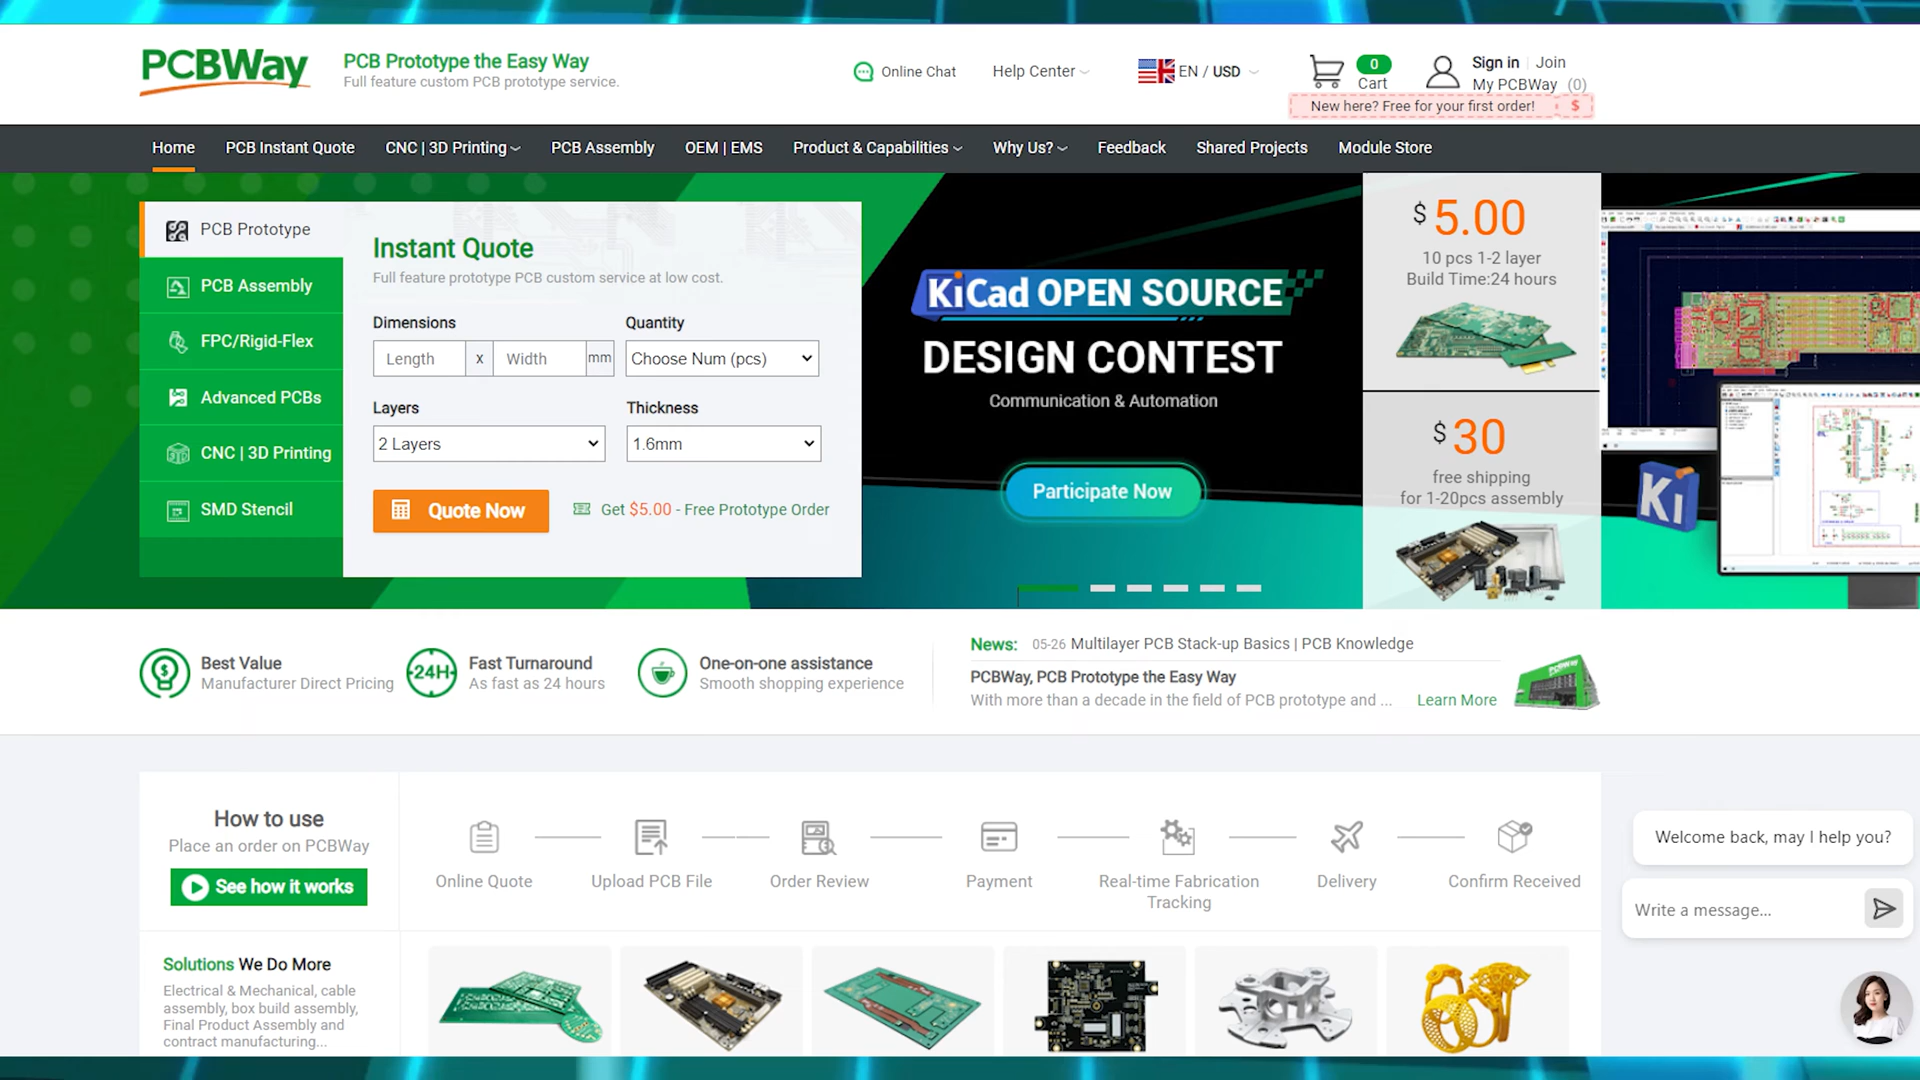 PCBWay
PCB Prototype the Easy Way
Full feature custom PCB prototype service.
Online Chat
Help Center
EN / USD
0
Cart
Sign in | Join
My PCBWay (0)
New here? Free for your first order! $
Home
PCB Instant Quote
CNC | 3D Printing
PCB Assembly
OEM | EMS
Product & Capabilities
Why Us?
Feedback
Shared Projects
Module Store
PCB Prototype
PCB Assembly
FPC/Rigid-Flex
Advanced PCBs
CNC | 3D Printing
SMD Stencil
Instant Quote
Full feature prototype PCB custom service at low cost.
Dimensions
Quantity
Length x Width mm
Choose Num (pcs)
Layers
Thickness
2 Layers
1.6mm
Quote Now
Get $5.00 - Free Prototype Order
KiCad OPEN SOURCE
DESIGN CONTEST
Communication & Automation
Participate Now
$ 5.00
10 pcs 1-2 layer
Build Time:24 hours
$ 30
free shipping
for 1-20pcs assembly
Ki
Best Value
Manufacturer Direct Pricing
24H
Fast Turnaround
As fast as 24 hours
One-on-one assistance
Smooth shopping experience
News: 05-26 Multilayer PCB Stack-up Basics | PCB Knowledge
PCBWay, PCB Prototype the Easy Way
With more than a decade in the field of PCB prototype and ... Learn More
PCBWay
How to use
Place an order on PCBWay
See how it works
Online Quote
Upload PCB File
Order Review
Payment
Real-time Fabrication
Tracking
Delivery
Confirm Received
Welcome back, may I help you?
Write a message...
Solutions We Do More
Electrical & Mechanical, cable
assembly, box build assembly,
Final Product Assembly and
contract manufacturing...